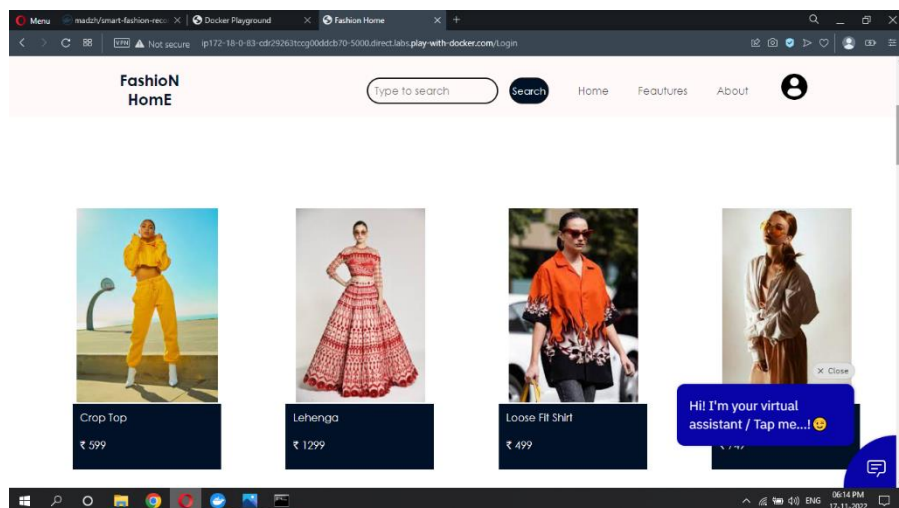 Menu
madzh/smart-fashion-reco
Docker Playground
Fashion Home
VPN
Not secure
ip172-18-0-83-cdr29263tccg00ddcb70-5000.direct.labs.play-with-docker.com/Login
FashioN
HomE
Type to search
Search
Home
Feautures
About
Crop Top
₹ 599
Lehenga
₹ 1299
Loose Fit Shirt
₹ 499
× Close
Hi! I'm your virtual
assistant / Tap me...! 😉
ENG
06:14 PM
17-11-2022